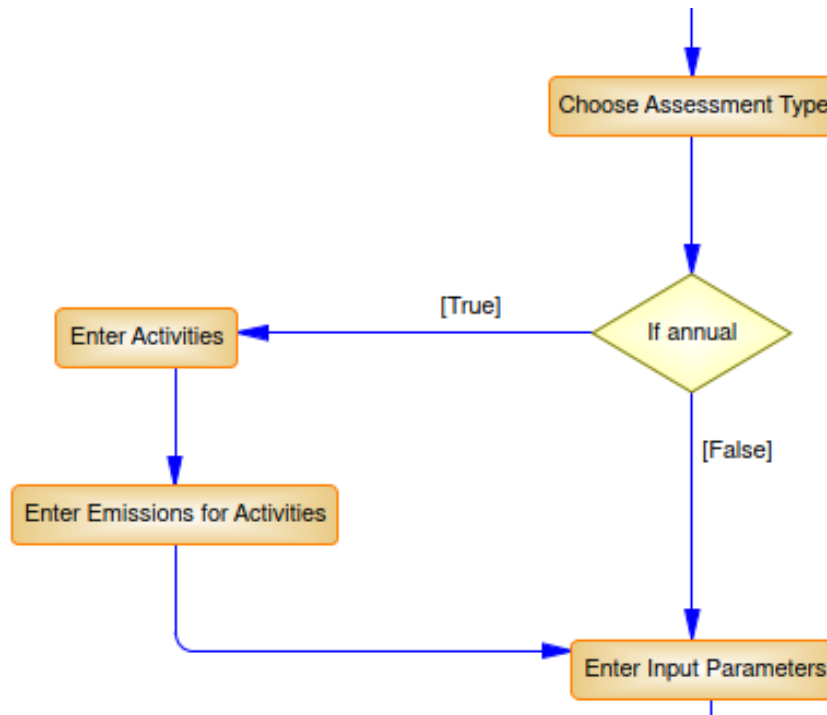 Choose Assessment Type
[True]
If annual
Enter Activities
[False]
Enter Emissions for Activities
Enter Input Parameters